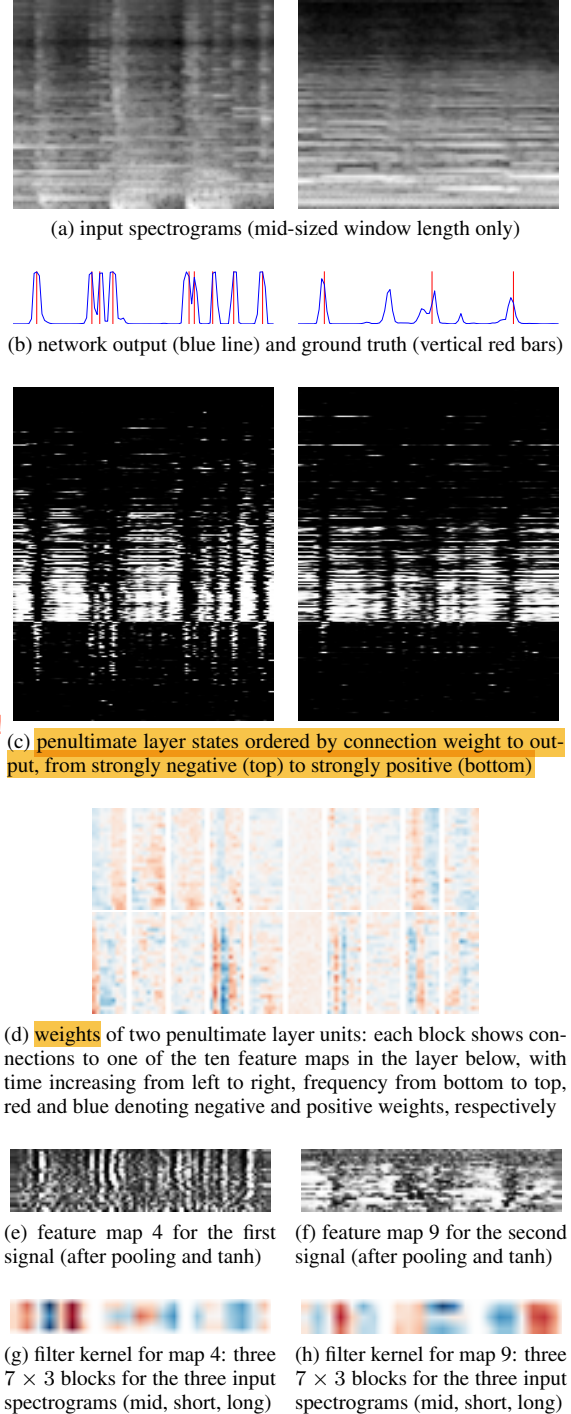 (a) input spectrograms (mid-sized window length only)
(b) network output (blue line) and ground truth (vertical red bars)
(c) penultimate layer states ordered by connection weight to out-
put, from strongly negative (top) to strongly positive (bottom)
(d) weights of two penultimate layer units: each block shows con-
nections to one of the ten feature maps in the layer below, with
time increasing from left to right, frequency from bottom to top,
red and blue denoting negative and positive weights, respectively
(e) feature map 4 for the first
signal (after pooling and tanh)
(f) feature map 9 for the second
signal (after pooling and tanh)
(g) filter kernel for map 4: three
7 × 3 blocks for the three input
spectrograms (mid, short, long)
(h) filter kernel for map 9: three
7 × 3 blocks for the three input
spectrograms (mid, short, long)